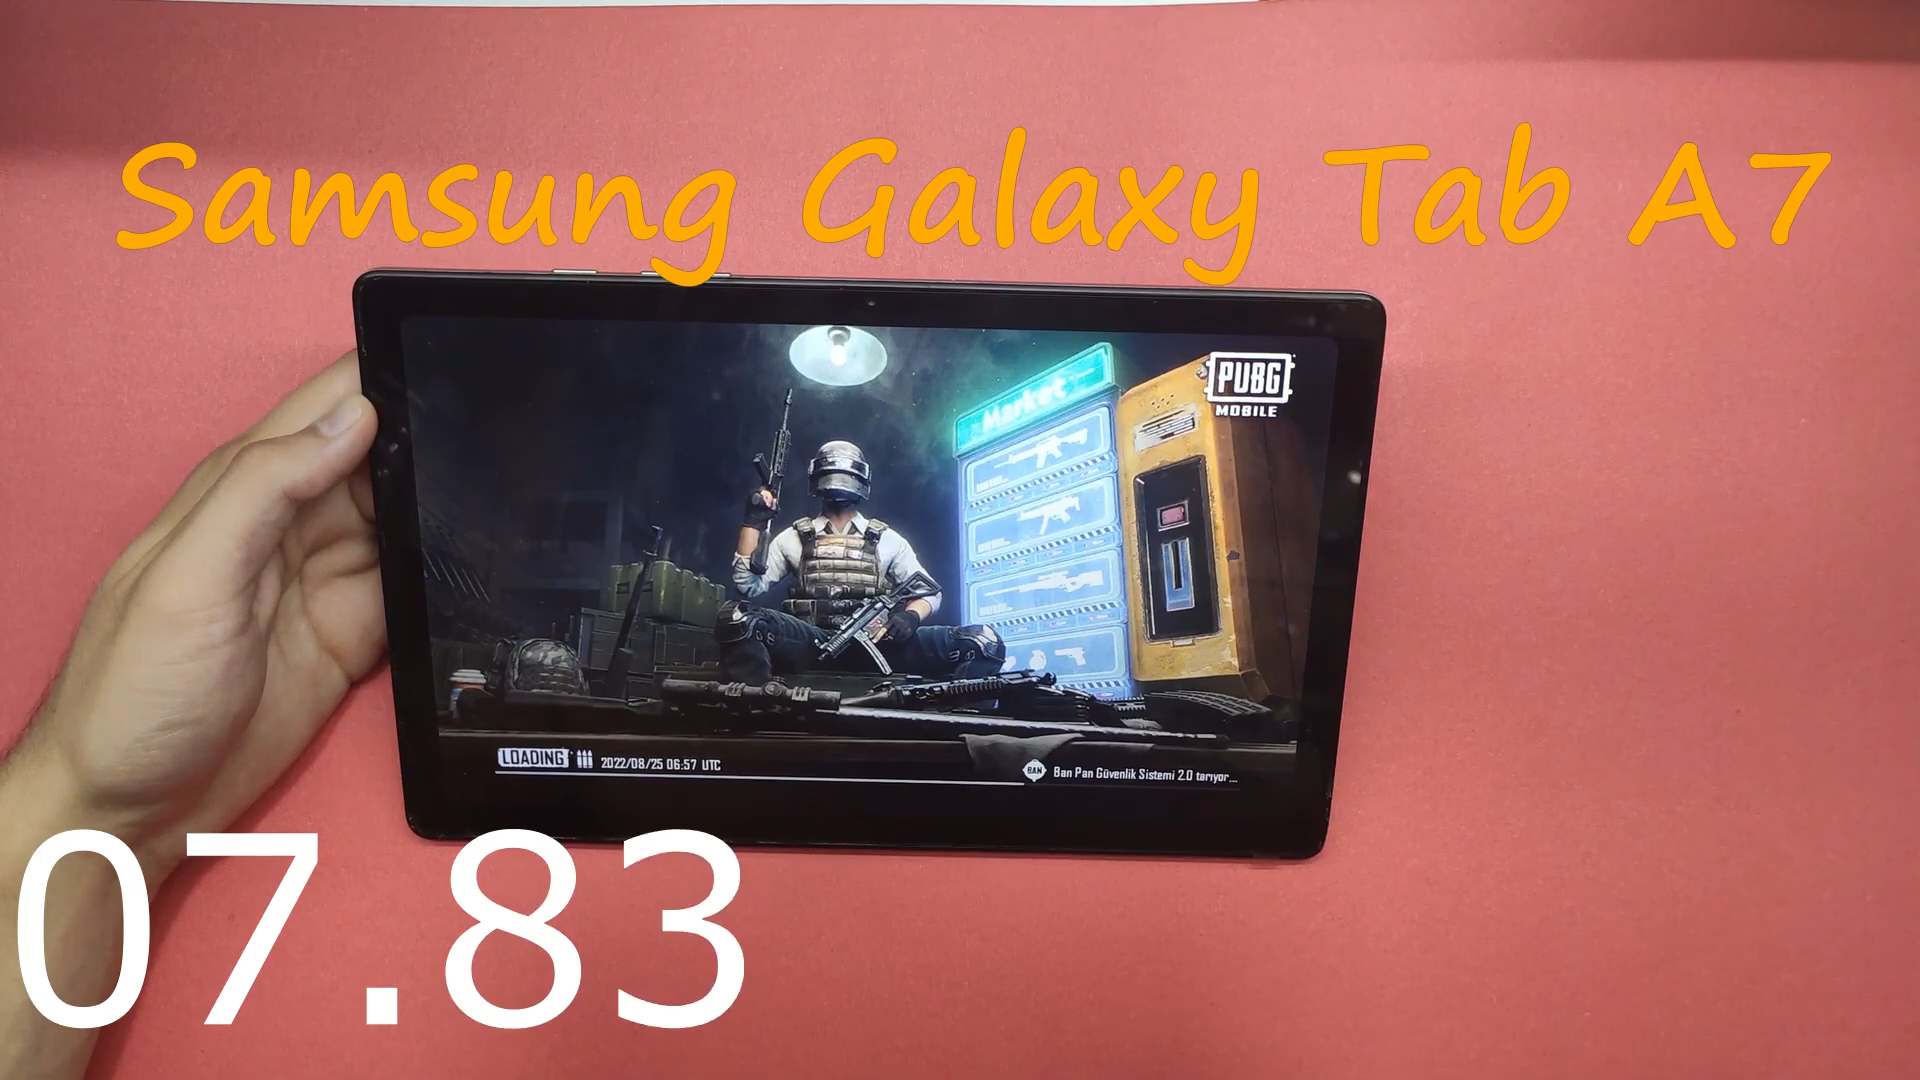 Samsung Galaxy Tab A7
Market
PUBG
MOBILE
LOADING 2022/08/25 06:57 UTC
BAN Ban Pan Güvenlik Sistemi 2.0 tarıyor...
07.83